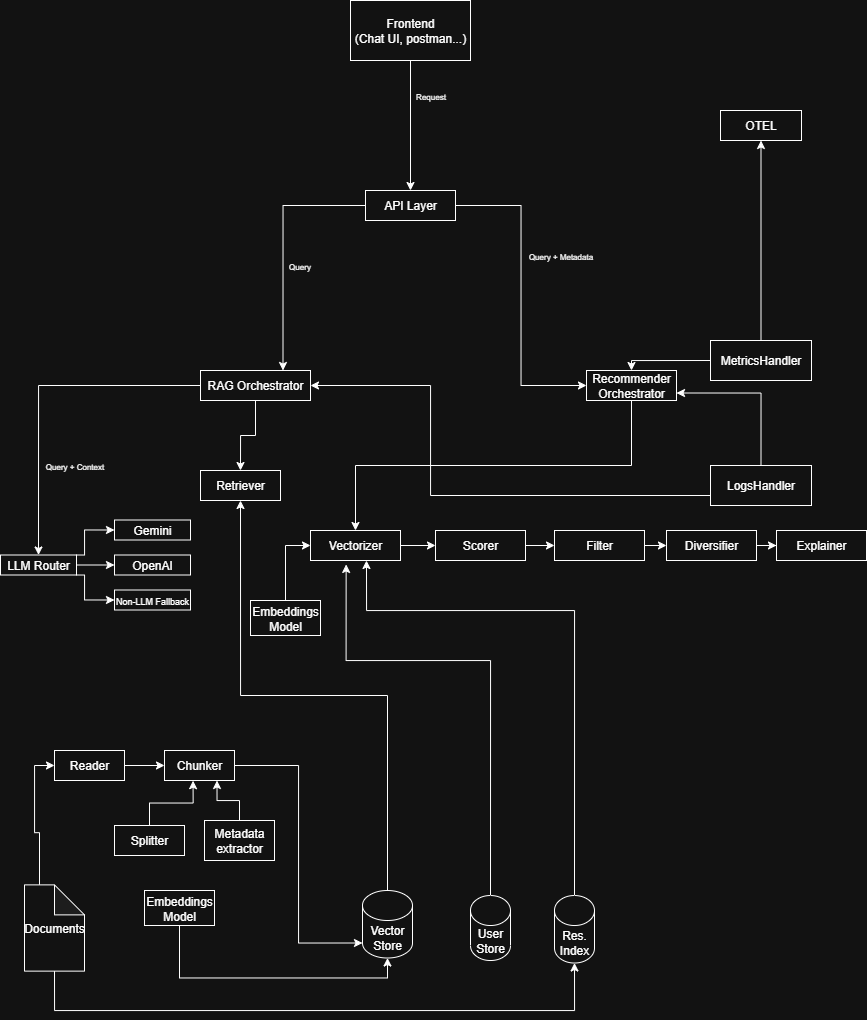 Frontend
(Chat UI, postman...)
Request
OTEL
API Layer
Query + Metadata
Query
MetricsHandler
RAG Orchestrator
Recommender
Orchestrator
Query + Context
Retriever
LogsHandler
Gemini
Vectorizer
Scorer
Filter
Diversifier
Explainer
LLM Router
OpenAI
Non-LLM Fallback
Embeddings
Model
Reader
Chunker
Splitter
Metadata
extractor
Embeddings
Model
Documents
Vector
Store
User
Store
Res.
Index